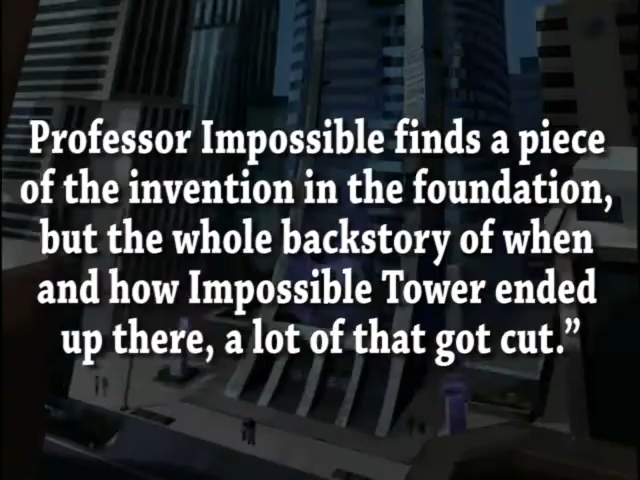 Professor Impossible finds a piece
of the invention in the foundation,
but the whole backstory of when
and how Impossible Tower ended
up there, a lot of that got cut.”